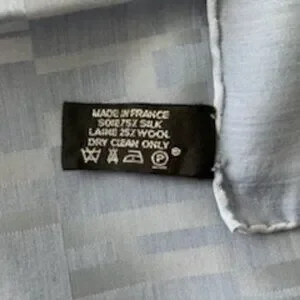 MADE IN FRANCE
SOIE 75% SILK
LAINE 25% WOOL
DRY CLEAN ONLY
P